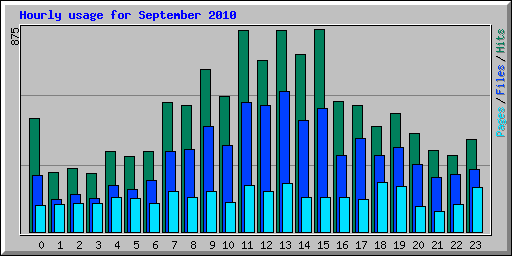 Hourly usage for September 2010
875
Pages/Files/Hits
0 1 2 3 4 5 6 7 8 9 10 11 12 13 14 15 16 17 18 19 20 21 22 23